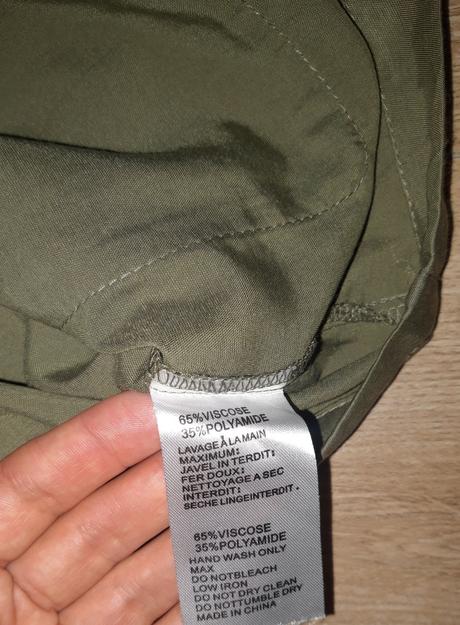 65%VISCOSE
35%POLYAMIDE
LAVAGE À LA MAIN
MAXIMUM:
JAVEL IN TERDIT:
FER DOUX:
NETTOYAGE A SEC
INTERDIT:
SECHE LINGEINTERDIT.
65%VISCOSE
35%POLYAMIDE
HAND WASH ONLY
MAX
DO NOTBLEACH
LOW IRON
DO NOT DRY CLEAN
DO NOTTUMBLE DRY
MADE IN CHINA